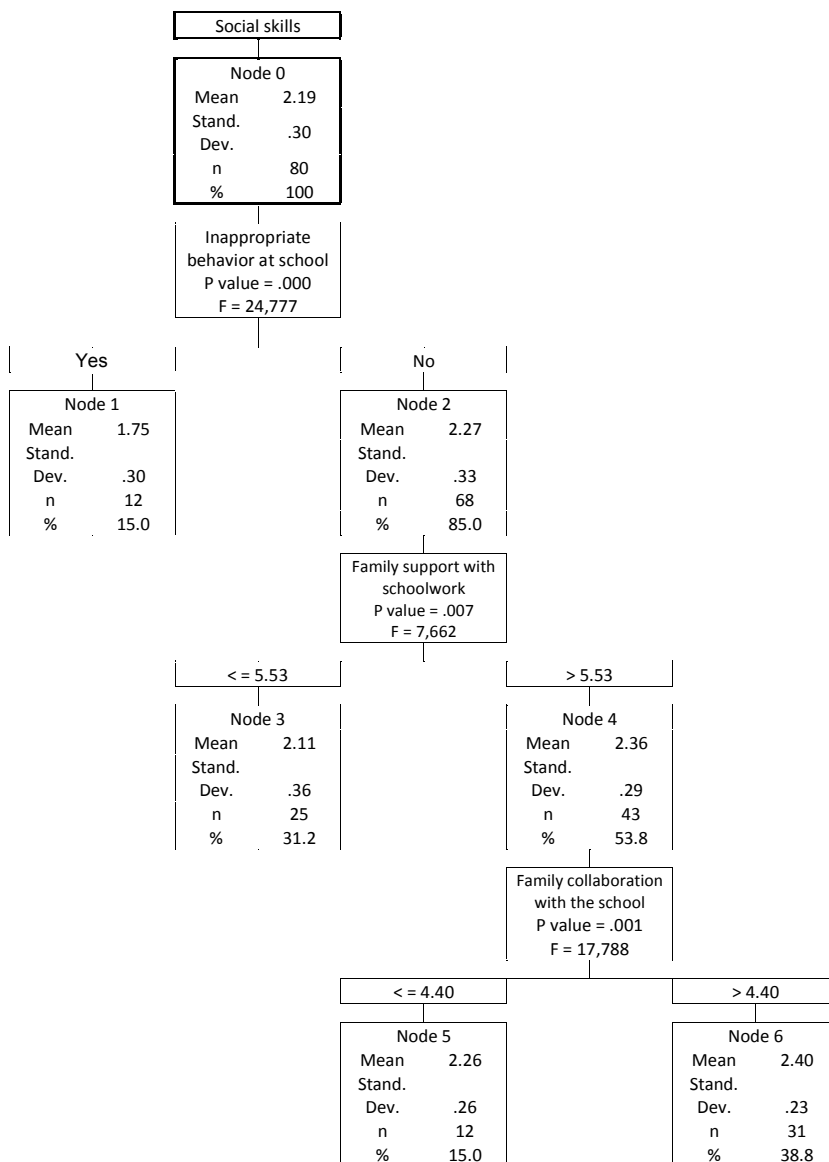 Social skills
Node 0
Mean 2.19
Stand.
Dev. .30
n 80
% 100
Inappropriate
behavior at school
P value = .000
F = 24,777
Yes
No
Node 1
Mean 1.75
Stand.
Dev. .30
n 12
% 15.0
Node 2
Mean 2.27
Stand.
Dev. .33
n 68
% 85.0
Family support with
schoolwork
P value = .007
F = 7,662
< = 5.53
> 5.53
Node 3
Mean 2.11
Stand.
Dev. .36
n 25
% 31.2
Node 4
Mean 2.36
Stand.
Dev. .29
n 43
% 53.8
Family collaboration
with the school
P value = .001
F = 17,788
< = 4.40
> 4.40
Node 5
Mean 2.26
Stand.
Dev. .26
n 12
% 15.0
Node 6
Mean 2.40
Stand.
Dev. .23
n 31
% 38.8